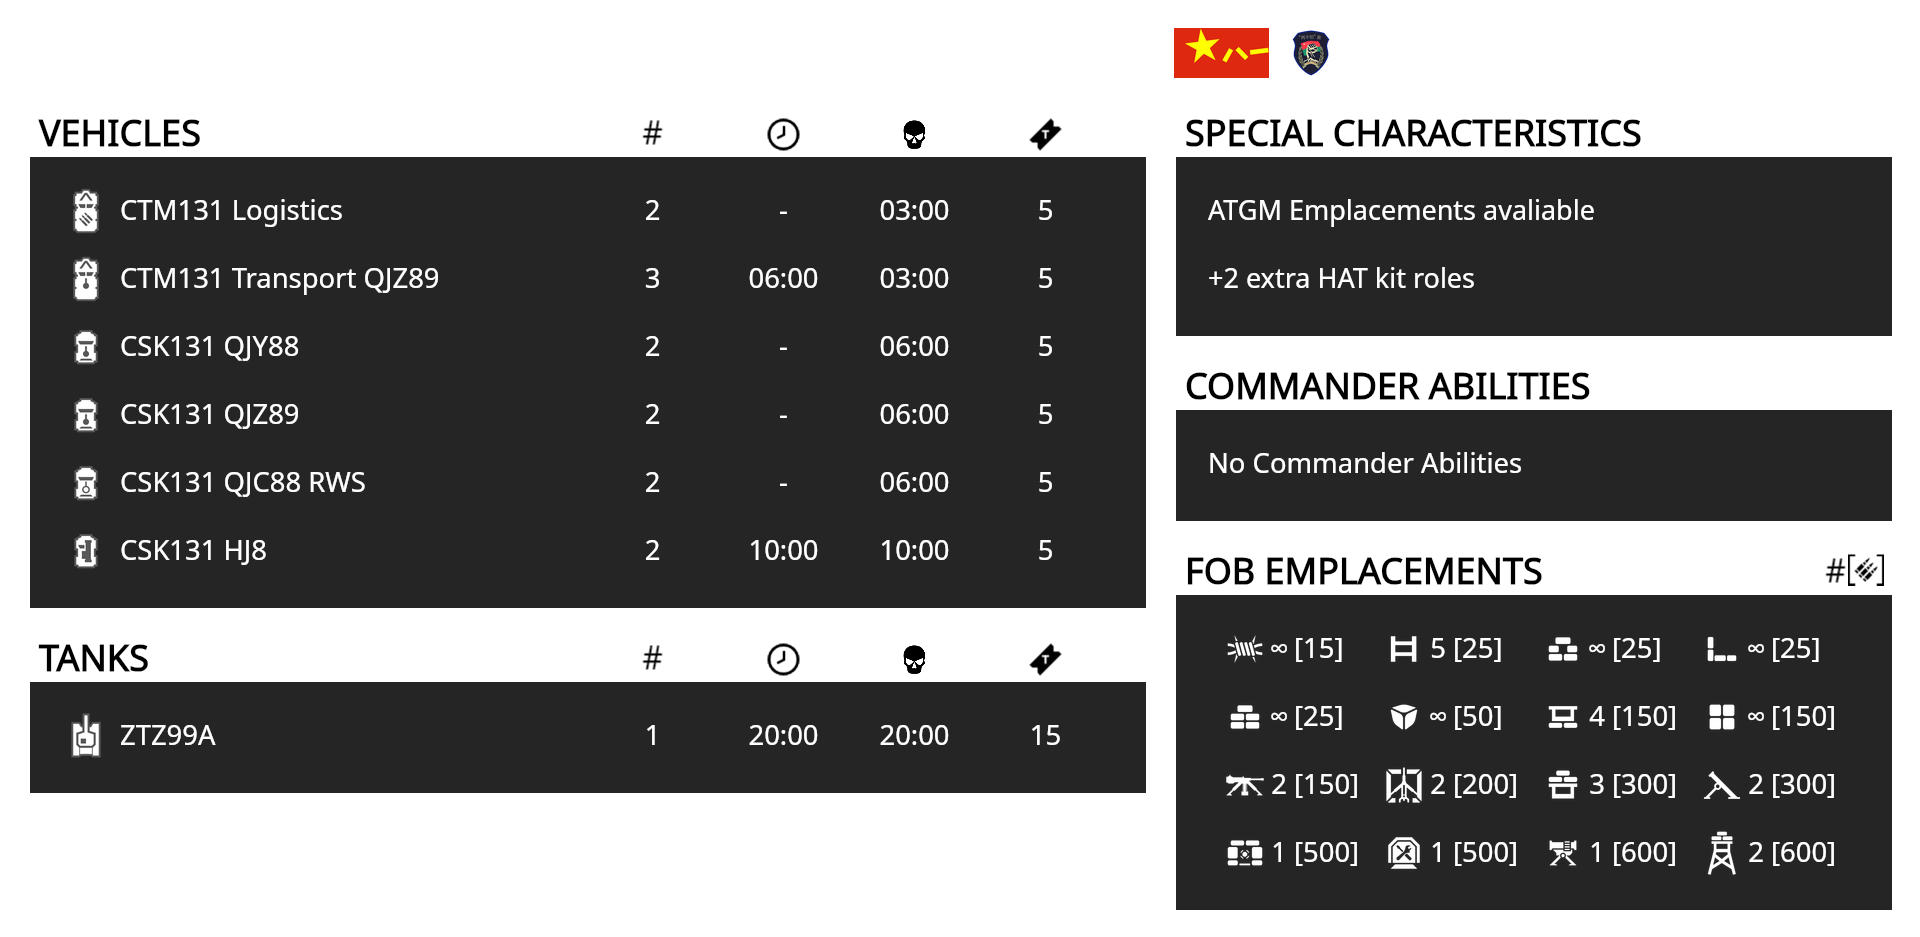 八一
VEHICLES #
CTM131 Logistics 2 - 03:00 5
CTM131 Transport QJZ89 3 06:00 03:00 5
CSK131 QJY88 2 - 06:00 5
CSK131 QJZ89 2 - 06:00 5
CSK131 QJC88 RWS 2 - 06:00 5
CSK131 HJ8 2 10:00 10:00 5
TANKS #
ZTZ99A 1 20:00 20:00 15
SPECIAL CHARACTERISTICS
ATGM Emplacements avaliable
+2 extra HAT kit roles
COMMANDER ABILITIES
No Commander Abilities
FOB EMPLACEMENTS #[ ]
∞ [15] 5 [25] ∞ [25] ∞ [25]
∞ [25] ∞ [50] 4 [150] ∞ [150]
2 [150] 2 [200] 3 [300] 2 [300]
1 [500] 1 [500] 1 [600] 2 [600]